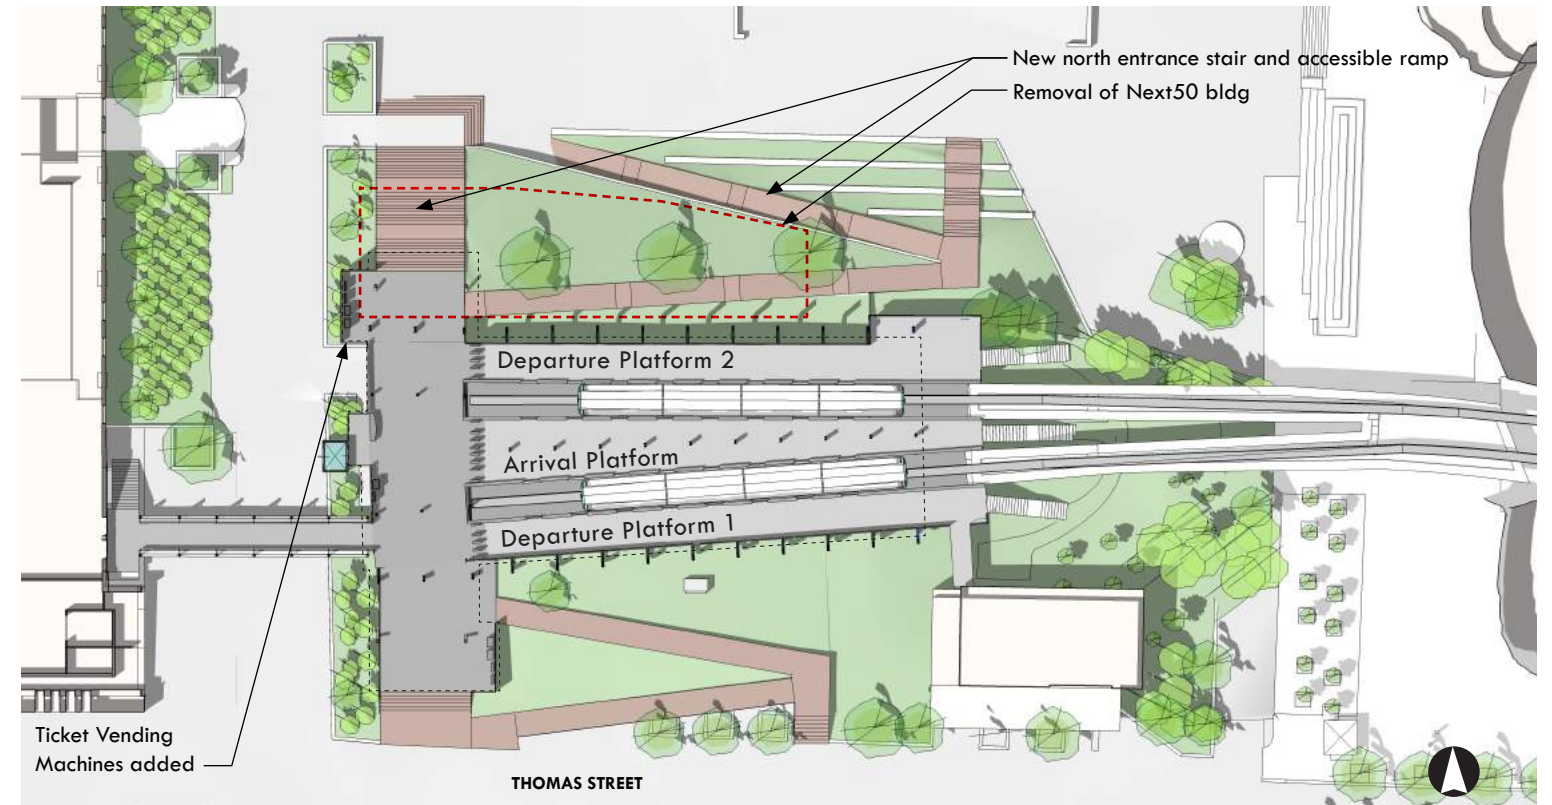 New north entrance stair and accessible ramp
Removal of Next50 bldg
Departure Platform 2
Arrival Platform
Departure Platform 1
Ticket Vending
Machines added
THOMAS STREET